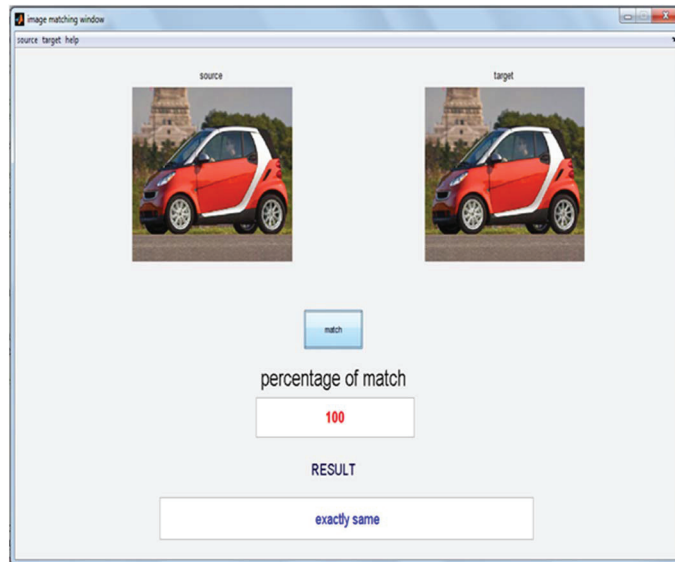 image matching window
source target help
source
target
match
percentage of match
100
RESULT
exactly same